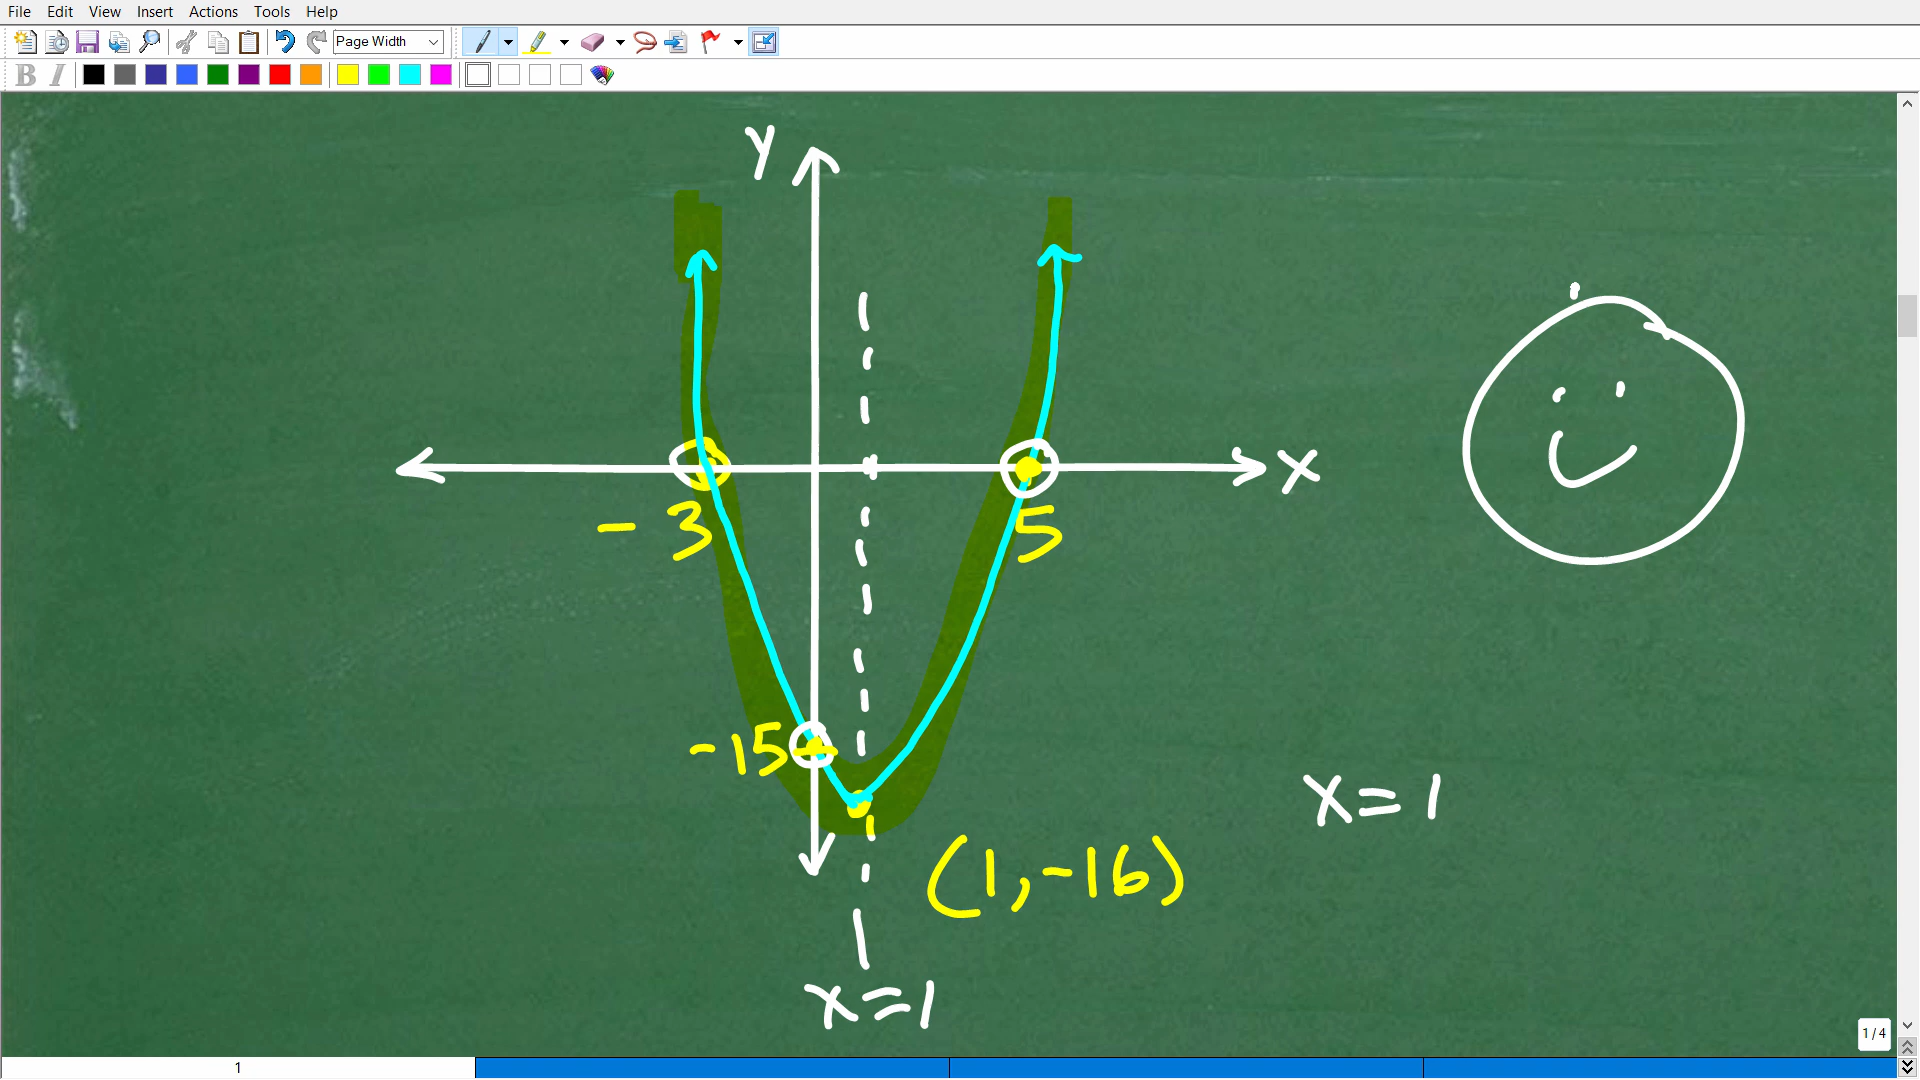 File Edit View Insert Actions Tools Help
Page Width
B I
y
x
- 3
5
-15
x = 1
(1, -16)
x = 1
1 / 4
1